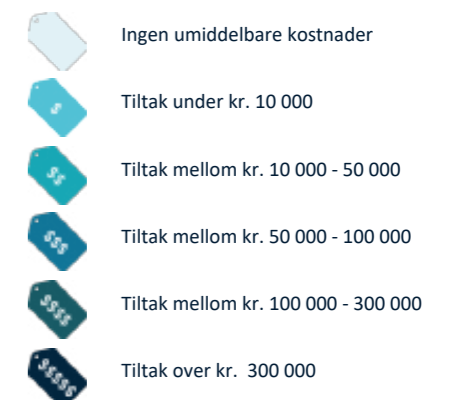 Ingen umiddelbare kostnader
$
Tiltak under kr. 10 000
$$
Tiltak mellom kr. 10 000 - 50 000
$$$
Tiltak mellom kr. 50 000 - 100 000
$$$$
Tiltak mellom kr. 100 000 - 300 000
$$$$$
Tiltak over kr.  300 000